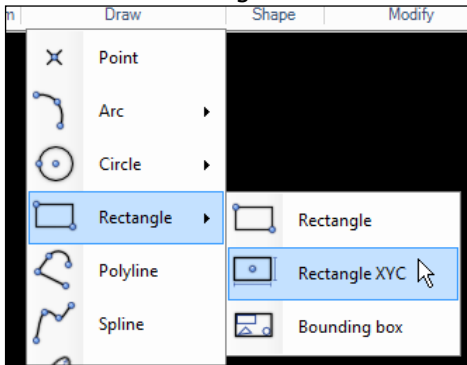 Draw Shape Modify
Point
Arc
Circle
Rectangle Rectangle
Polyline Rectangle XYC
Spline Bounding box